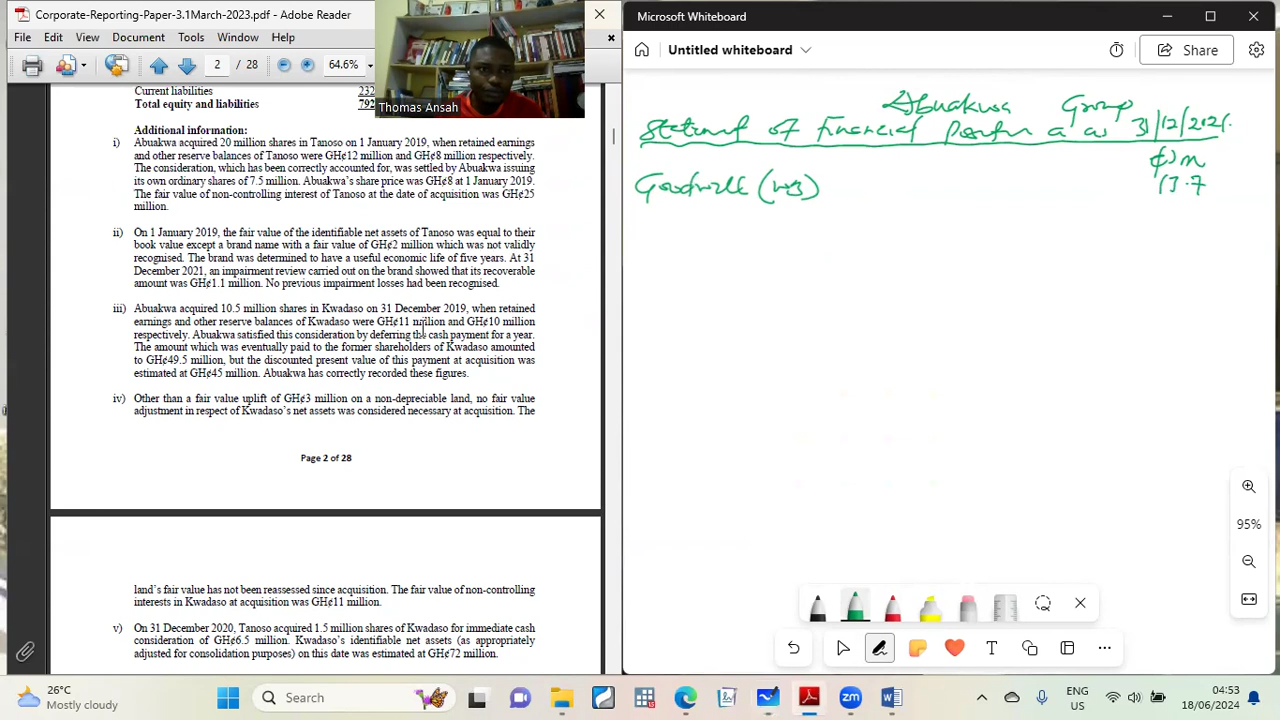 Corporate-Reporting-Paper-3.1March-2023.pdf - Adobe Reader
File Edit View Document Tools Window Help
2 / 28 64.6%
Thomas Ansah
Current liabilities 232
Total equity and liabilities 792
Additional information:
i) Abuakwa acquired 20 million shares in Tanoso on 1 January 2019, when retained
earnings and other reserve balances of Tanoso were GH¢12 million and GH¢8 million respectively.
The consideration, which has been correctly accounted for, was settled by Abuakwa issuing
its own ordinary shares of 7.5 million. Abuakwa's share price was GH¢8 at 1 January 2019.
The fair value of non-controlling interest of Tanoso at the date of acquisition was GH¢25
million.
ii) On 1 January 2019, the fair value of the identifiable net assets of Tanoso was equal to their
book value except a brand name with a fair value of GH¢2 million which was not validly
recognised. The brand was determined to have a useful economic life of five years. At 31
December 2021, an impairment review carried out on the brand showed that its recoverable
amount was GH¢1.1 million. No previous impairment losses had been recognised.
iii) Abuakwa acquired 10.5 million shares in Kwadaso on 31 December 2019, when retained
earnings and other reserve balances of Kwadaso were GH¢11 million and GH¢10 million
respectively. Abuakwa satisfied this consideration by deferring the cash payment for a year.
The amount which was eventually paid to the former shareholders of Kwadaso amounted
to GH¢49.5 million, but the discounted present value of this payment at acquisition was
estimated at GH¢45 million. Abuakwa has correctly recorded these figures.
iv) Other than a fair value uplift of GH¢3 million on a non-depreciable land, no fair value
adjustment in respect of Kwadaso's net assets was considered necessary at acquisition. The
Page 2 of 28
land's fair value has not been reassessed since acquisition. The fair value of non-controlling
interests in Kwadaso at acquisition was GH¢11 million.
v) On 31 December 2020, Tanoso acquired 1.5 million shares of Kwadaso for immediate cash
consideration of GH¢6.5 million. Kwadaso's identifiable net assets (as appropriately
adjusted for consolidation purposes) on this date was estimated at GH¢72 million.
Microsoft Whiteboard
Untitled whiteboard
Share
Abuakwa Group
Statement of Financial Position as 31/12/2021.
¢m
Goodwill 13.7
95%
26°C
Mostly cloudy
Search
ENG
US
04:53
18/06/2024